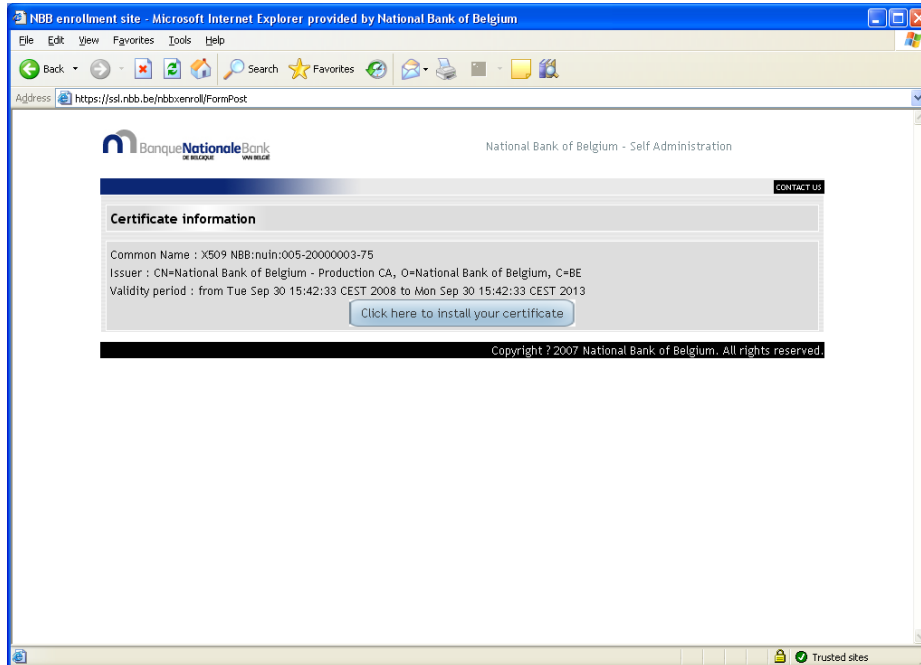 NBB enrollment site - Microsoft Internet Explorer provided by National Bank of Belgium
File Edit View Favorites Tools Help
Back Search Favorites
Address https://ssl.nbb.be/nbbxenroll/FormPost
BanqueNationaleBank
DE BELGIQUE VAN BELGIË
National Bank of Belgium - Self Administration
CONTACT US
Certificate information
Common Name : X509 NBB:nuin:005-20000003-75
Issuer : CN=National Bank of Belgium - Production CA, O=National Bank of Belgium, C=BE
Validity period : from Tue Sep 30 15:42:33 CEST 2008 to Mon Sep 30 15:42:33 CEST 2013
Click here to install your certificate
Copyright ? 2007 National Bank of Belgium. All rights reserved.
Trusted sites